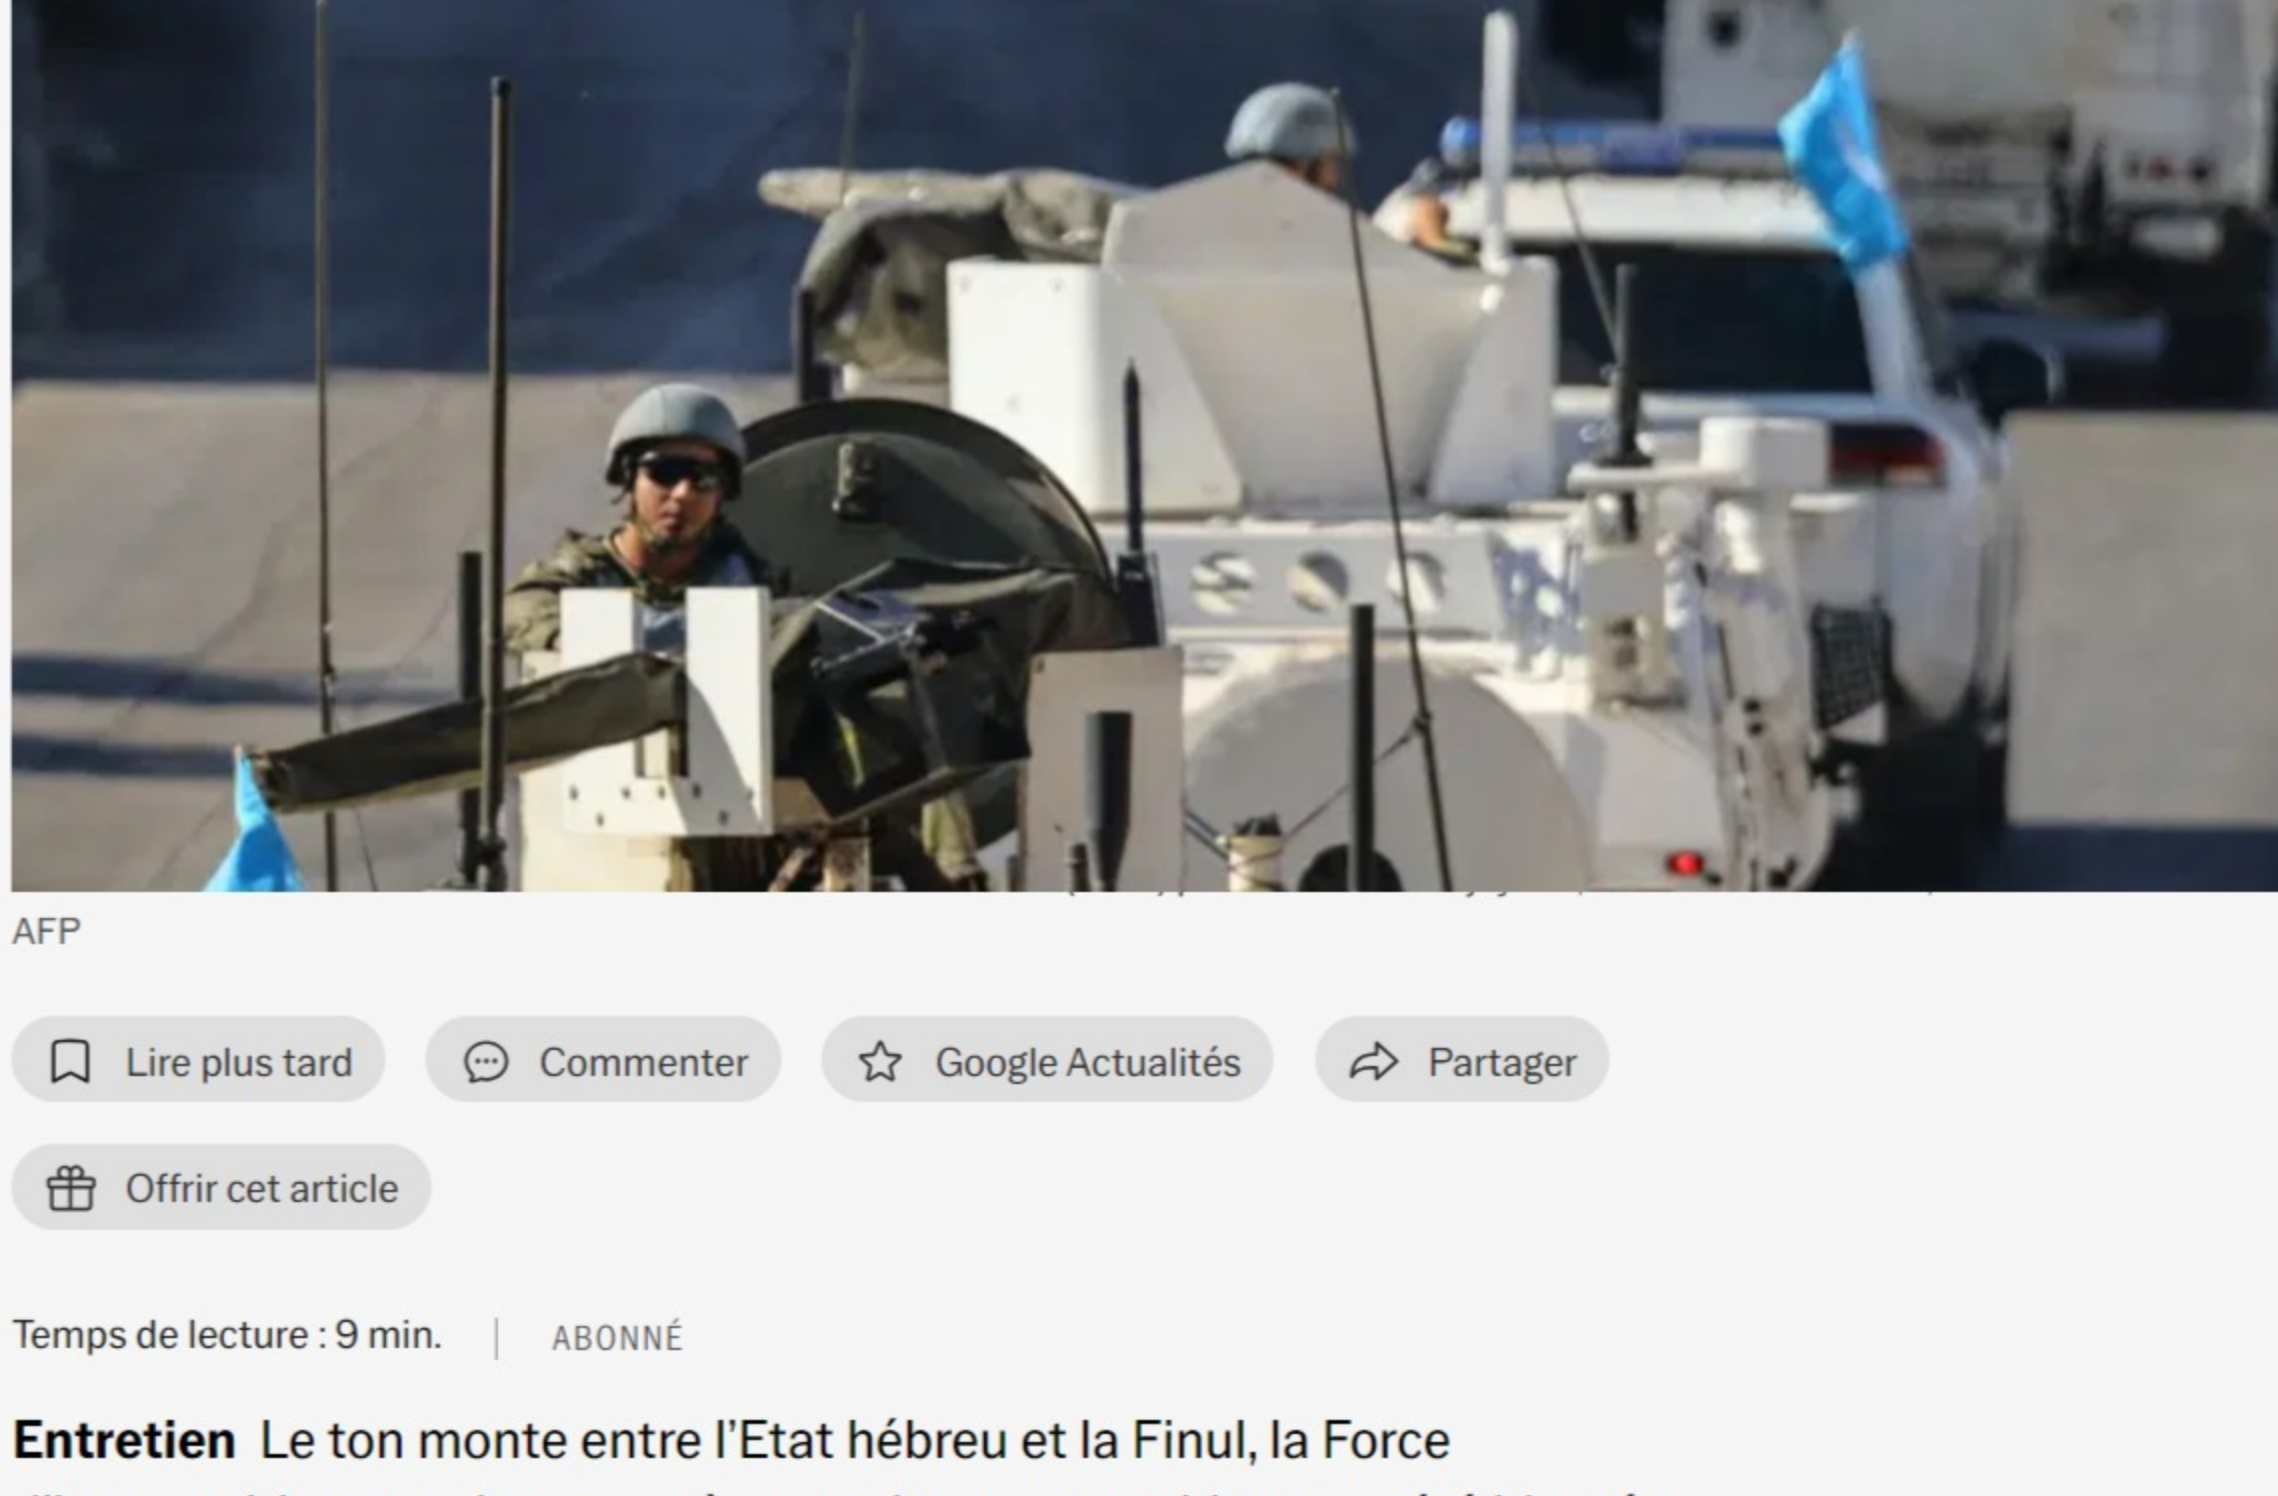 AFP
Lire plus tard
Commenter
Google Actualités
Partager
Offrir cet article
Temps de lecture : 9 min.
ABONNÉ
Entretien Le ton monte entre l’Etat hébreu et la Finul, la Force